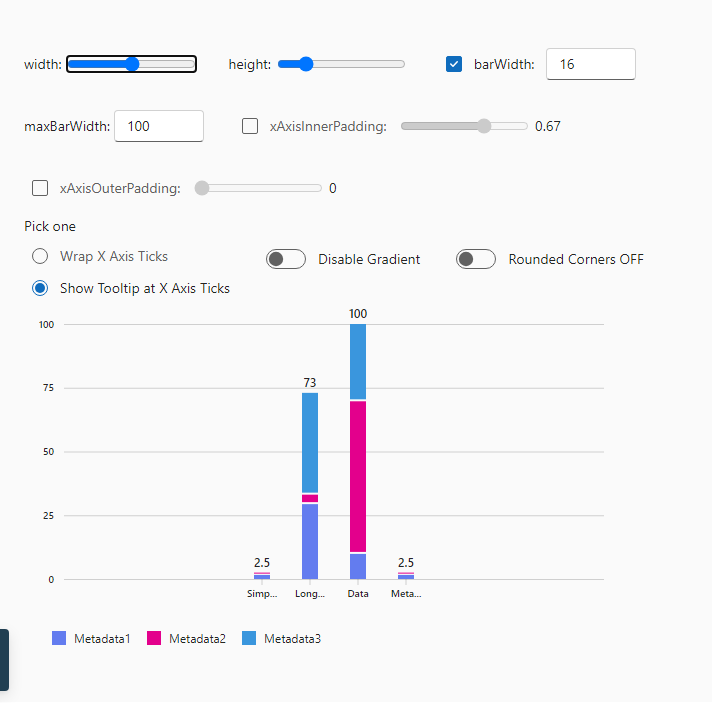 width: height: barWidth: 16
maxBarWidth: 100 xAxisInnerPadding: 0.67
xAxisOuterPadding: 0
Pick one
Wrap X Axis Ticks Disable Gradient Rounded Corners OFF
Show Tooltip at X Axis Ticks
100
100
75
73
50
25
2.5 2.5
0
Simp... Long... Data Meta...
Metadata1 Metadata2 Metadata3